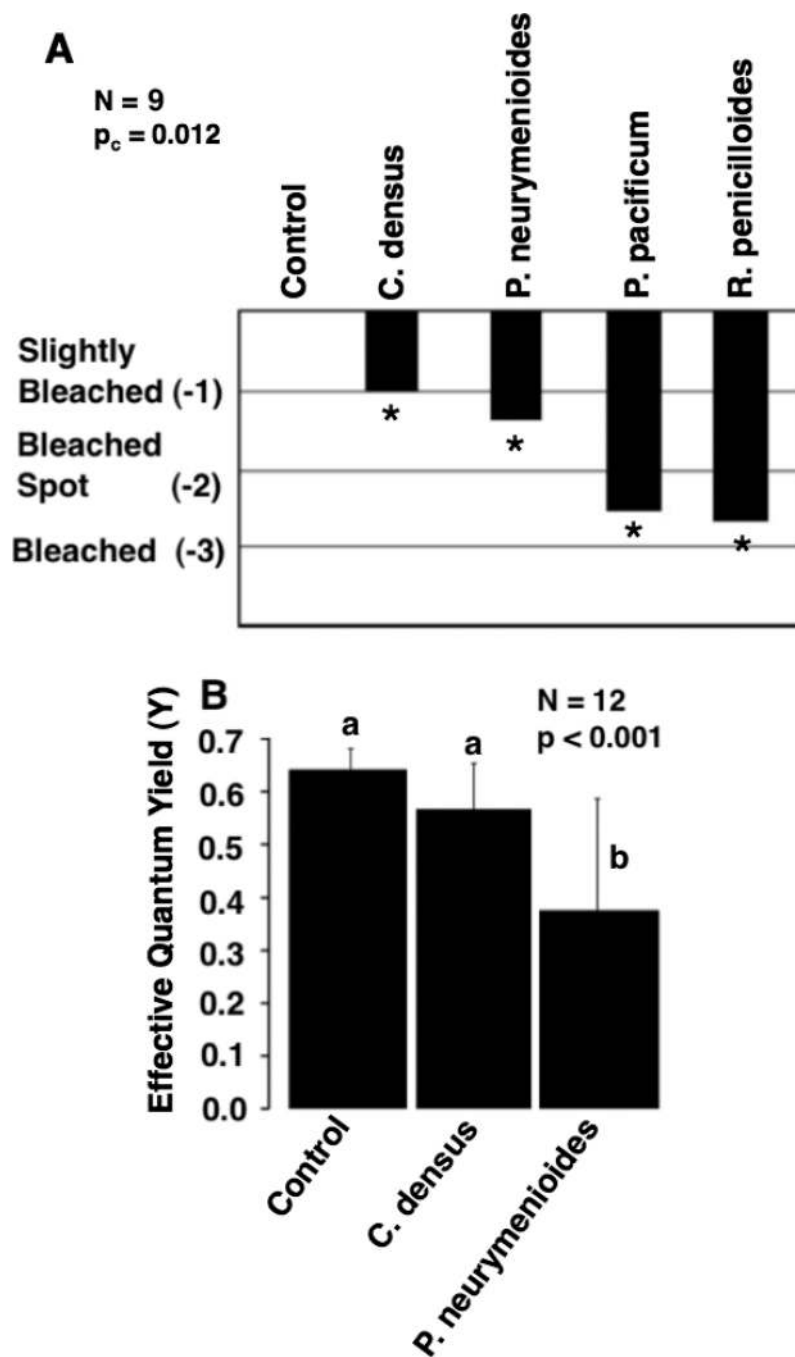 A
N = 9
pc = 0.012
Control
C. densus
P. neurymenioides
P. pacificum
R. penicilloides
Slightly
Bleached (-1)
Bleached
Spot (-2)
Bleached (-3)
*
*
*
*
B
N = 12
p < 0.001
Effective Quantum Yield (Y)
0.7
0.6
0.5
0.4
0.3
0.2
0.1
0.0
a
a
b
Control
C. densus
P. neurymenioides